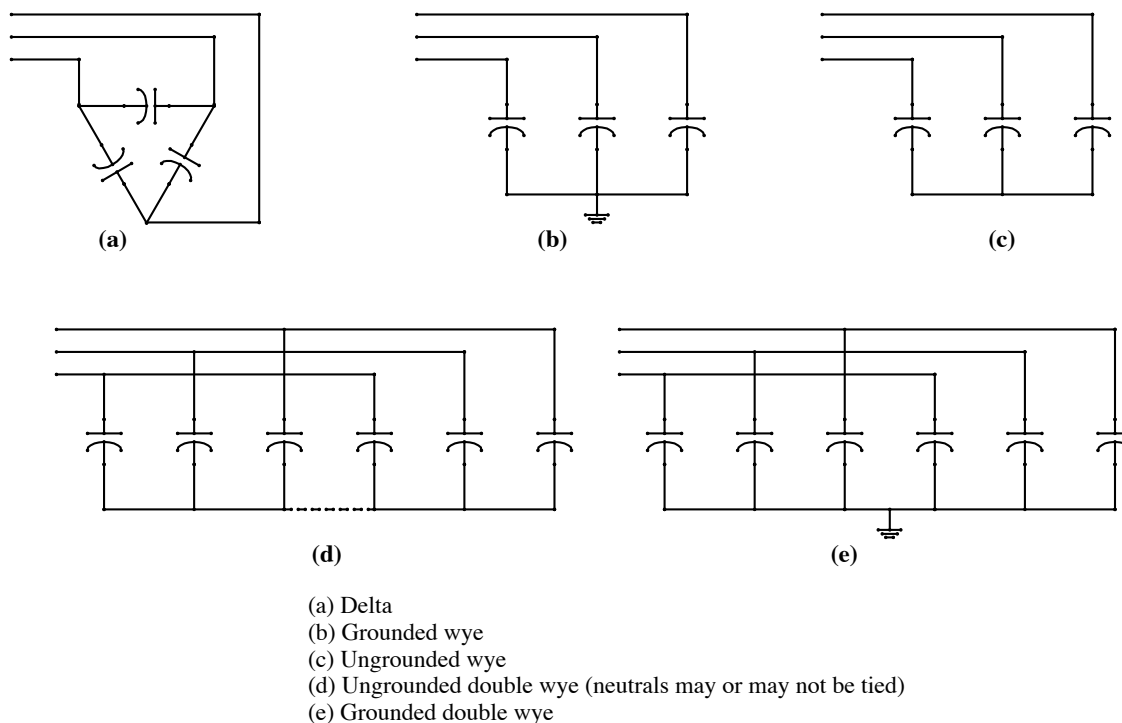 (a)
(b)
(c)
(d)
(e)
(a) Delta
(b) Grounded wye
(c) Ungrounded wye
(d) Ungrounded double wye (neutrals may or may not be tied)
(e) Grounded double wye